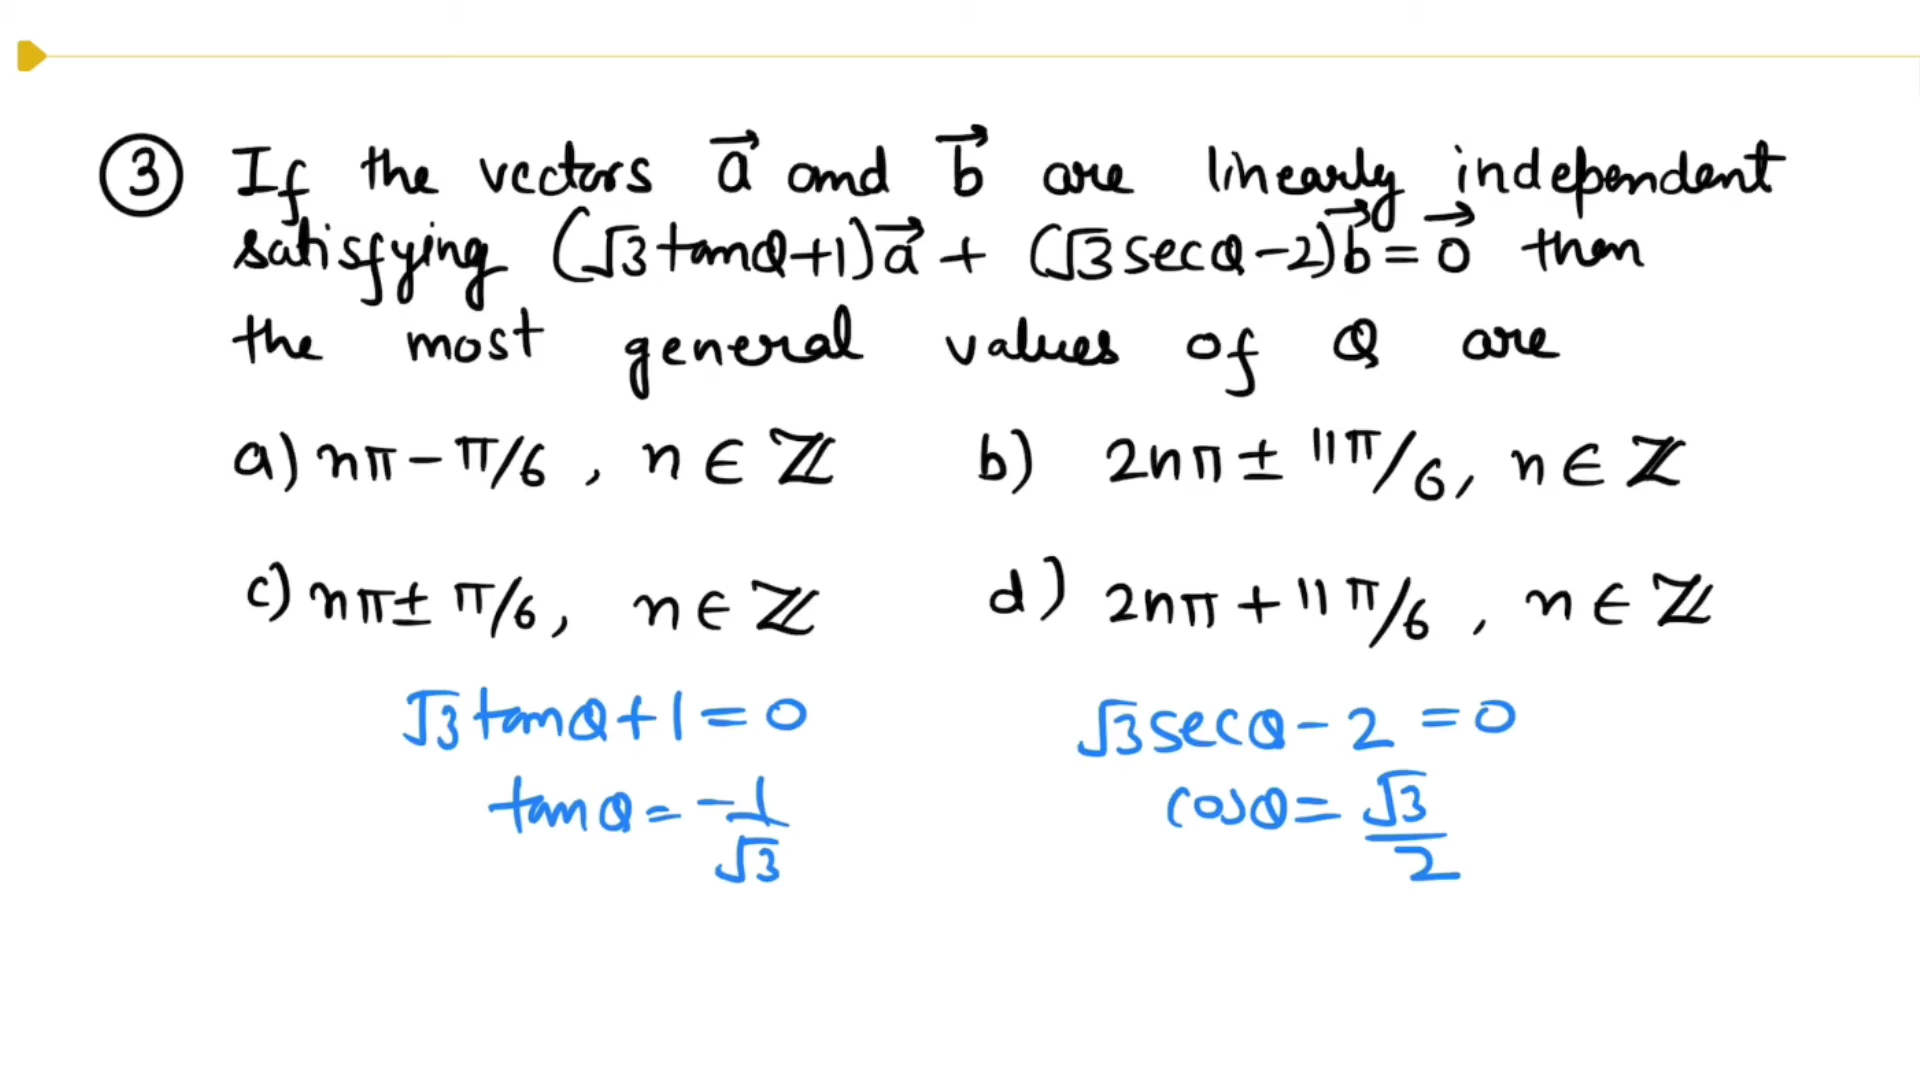 ③ If the vectors a⃗ and b⃗ are linearly independent
satisfying (√3 tanθ+1)a⃗ + (√3 secθ-2)b⃗ = 0⃗ then
the most general values of θ are
a) nπ - π/6 , n ∈ ℤ b) 2nπ ± 11π/6, n ∈ ℤ
c) nπ ± π/6, n ∈ ℤ d) 2nπ + 11π/6 , n ∈ ℤ
√3 tanθ + 1 = 0 √3 secθ - 2 = 0
tanθ = -1/√3 cosθ = √3/2